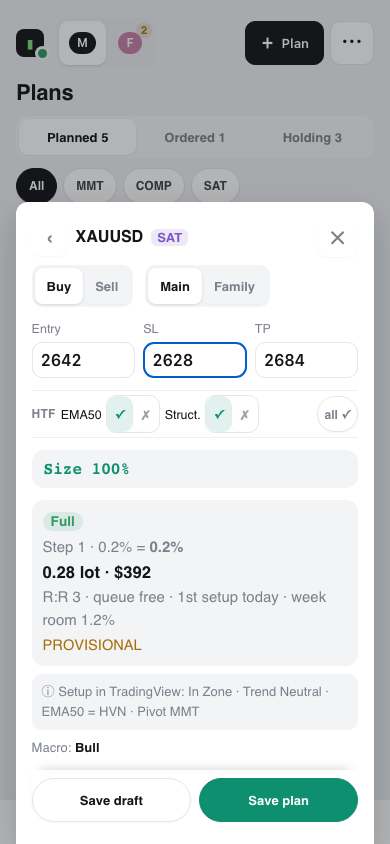 M
F
2
+ Plan
...
Plans
Planned 5
Ordered 1
Holding 3
All
MMT
COMP
SAT
‹
XAUUSD
SAT
×
Buy
Sell
Main
Family
Entry
SL
TP
2642
2628
2684
HTF EMA50 ✓ ✗ Struct. ✓ ✗ all ✓
Size 100%
Full
Step 1 · 0.2% = 0.2%
0.28 lot · $392
R:R 3 · queue free · 1st setup today · week
room 1.2%
PROVISIONAL
ⓘ Setup in TradingView: In Zone · Trend Neutral ·
EMA50 = HVN · Pivot MMT
Macro: Bull
Save draft
Save plan